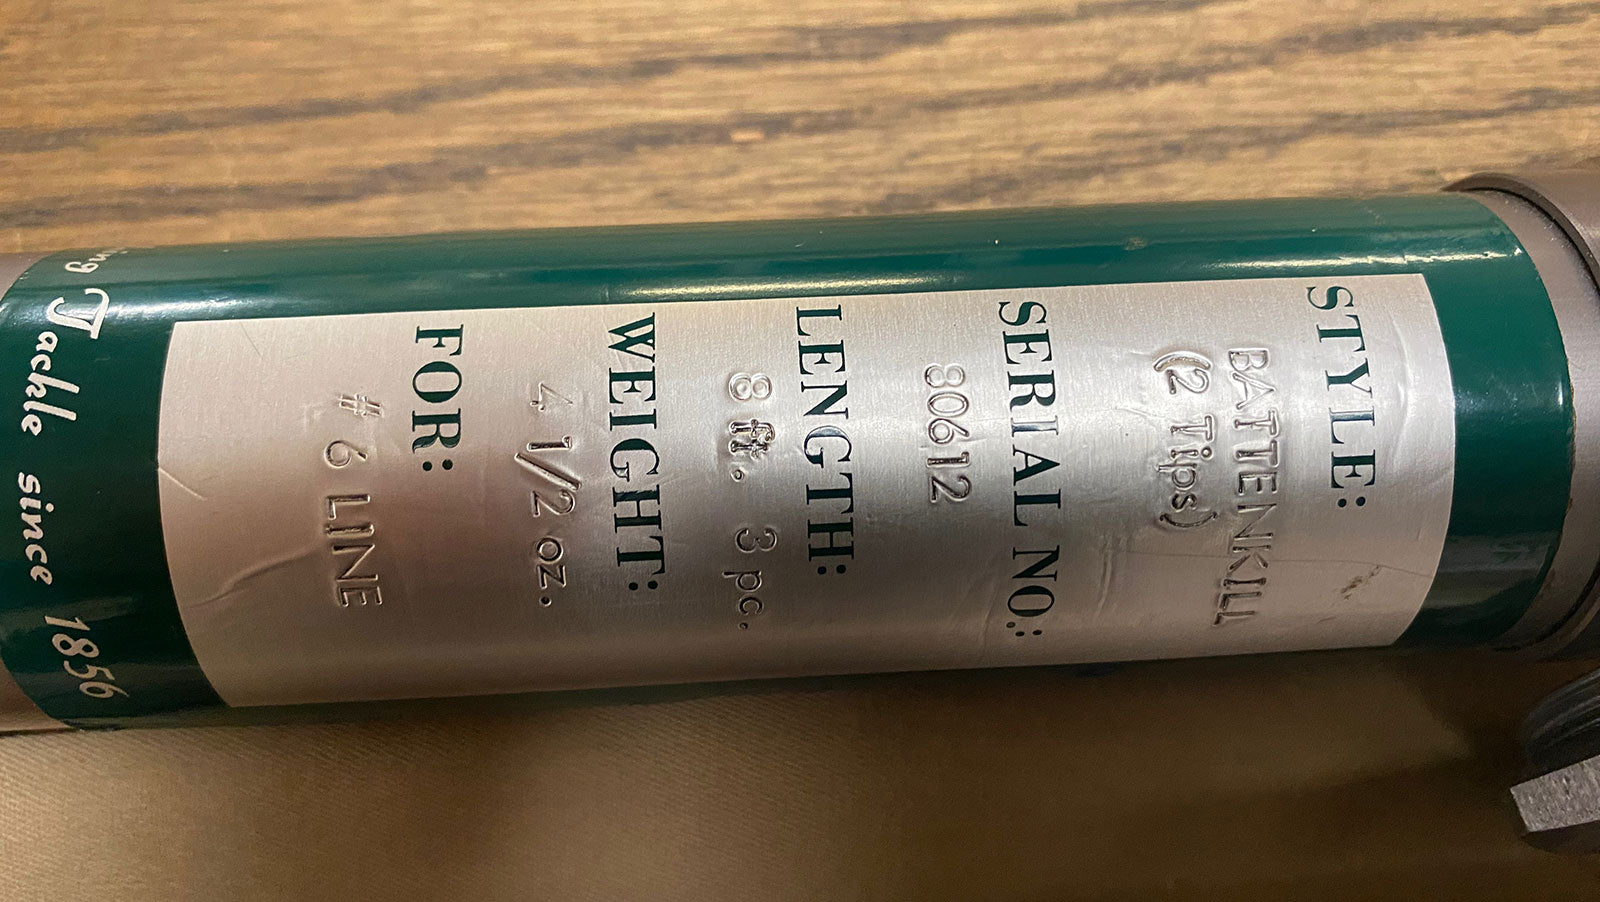 STYLE:
BATTENKILL
(2 Tips)
SERIAL NO.:
80612
LENGTH:
8 ft. 3 pc.
WEIGHT:
4 1/2 oz.
FOR:
# 6 LINE
Tackle since 1856